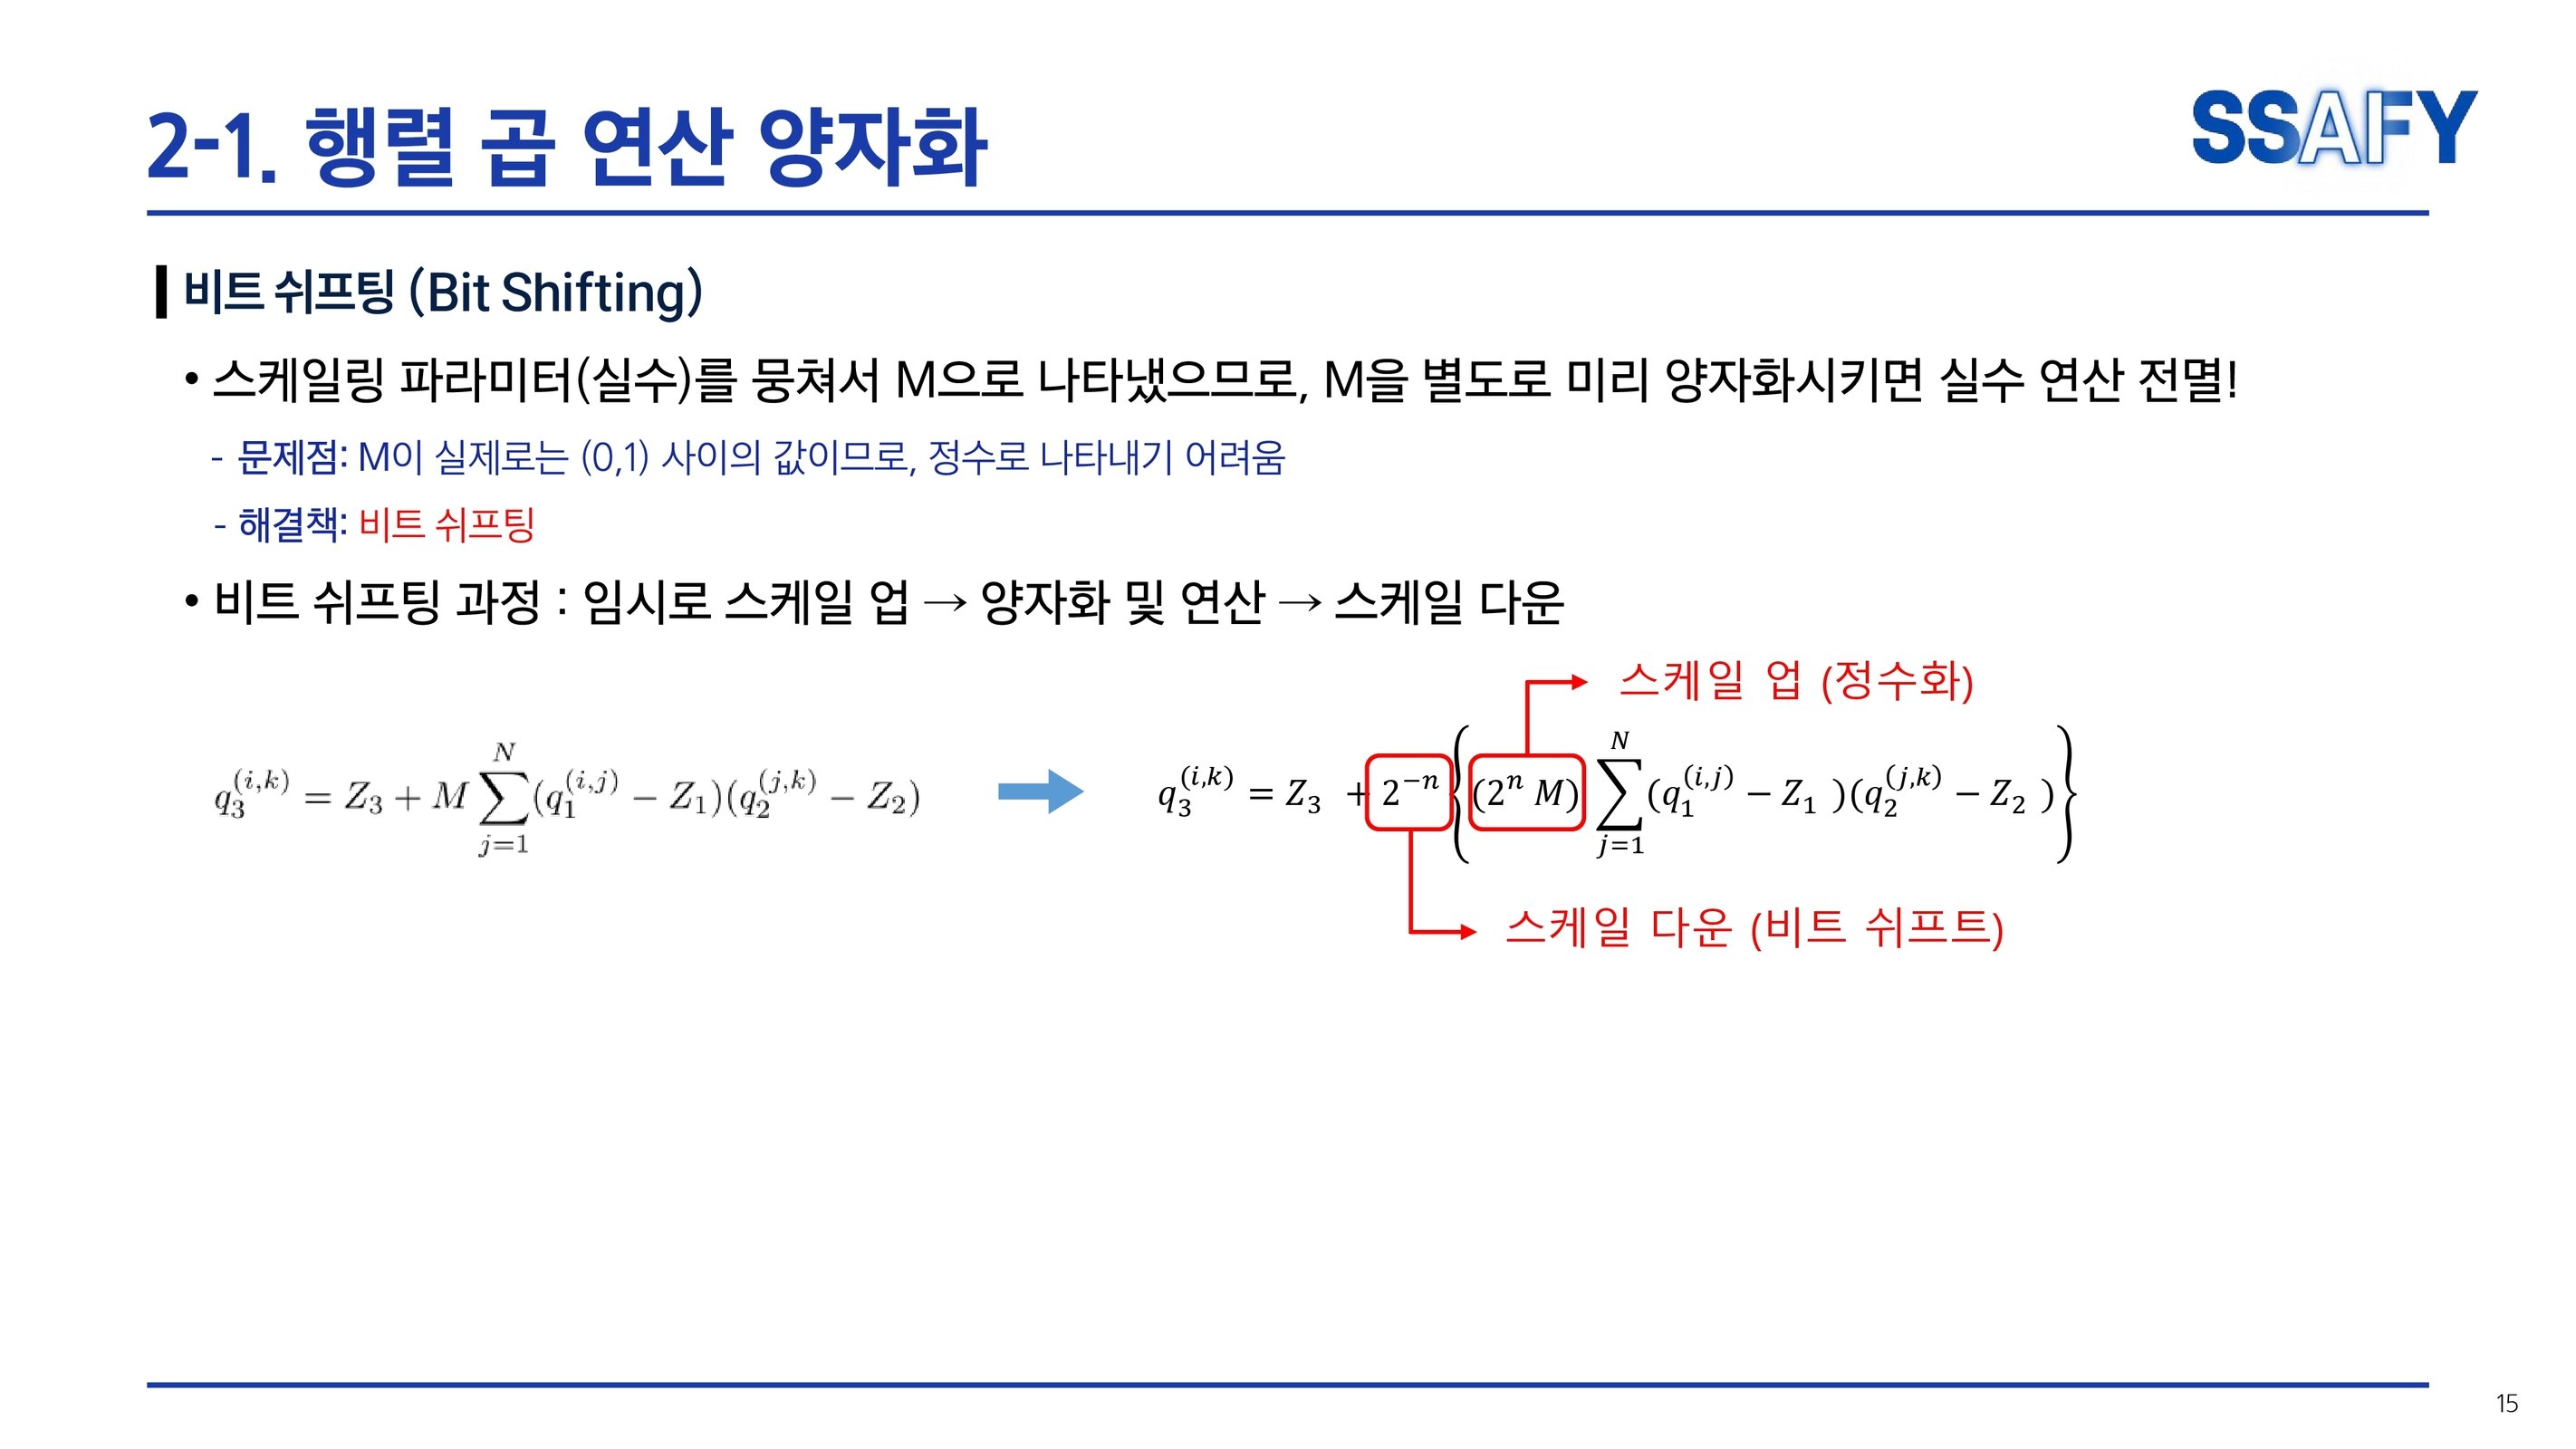 2-1. 행렬 곱 연산 양자화
SSAFY
비트 쉬프팅 (Bit Shifting)
• 스케일링 파라미터(실수)를 뭉쳐서 M으로 나타냈으므로, M을 별도로 미리 양자화시키면 실수 연산 전멸!
- 문제점: M이 실제로는 (0,1) 사이의 값이므로, 정수로 나타내기 어려움
- 해결책: 비트 쉬프팅
• 비트 쉬프팅 과정 : 임시로 스케일 업 → 양자화 및 연산 → 스케일 다운
스케일 업 (정수화)
$q_3^{(i,k)} = Z_3 + M \sum_{j=1}^{N} (q_1^{(i,j)} - Z_1)(q_2^{(j,k)} - Z_2)$
$q_3^{(i,k)} = Z_3 + 2^{-n} \left\{ (2^n M) \sum_{j=1}^{N} (q_1^{(i,j)} - Z_1)(q_2^{(j,k)} - Z_2) \right\}$
스케일 다운 (비트 쉬프트)
15